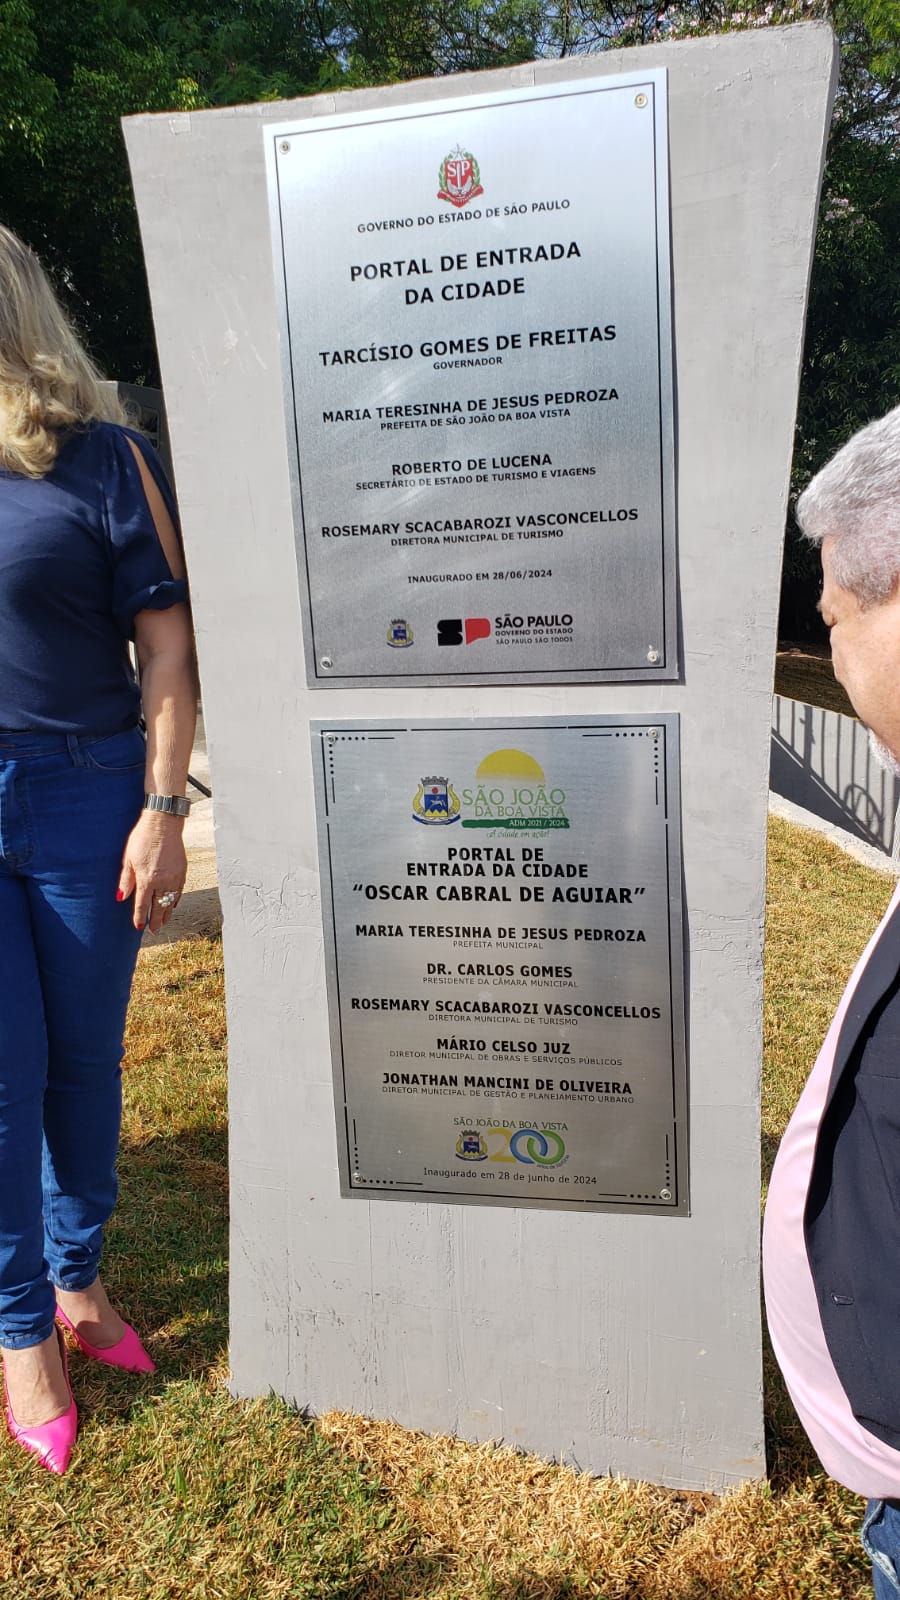 SP
GOVERNO DO ESTADO DE SÃO PAULO
PORTAL DE ENTRADA
DA CIDADE
TARCÍSIO GOMES DE FREITAS
GOVERNADOR
MARIA TERESINHA DE JESUS PEDROZA
PREFEITA DE SÃO JOÃO DA BOA VISTA
ROBERTO DE LUCENA
SECRETÁRIO DE ESTADO DE TURISMO E VIAGENS
ROSEMARY SCACABAROZI VASCONCELLOS
DIRETORA MUNICIPAL DE TURISMO
INAUGURADO EM 28/06/2024
SP
SÃO PAULO
GOVERNO DO ESTADO
SÃO PAULO SÃO TODOS
SÃO JOÃO
DA BOA VISTA
ADM 2021 / 2024
A cidade em ação!
PORTAL DE
ENTRADA DA CIDADE
"OSCAR CABRAL DE AGUIAR"
MARIA TERESINHA DE JESUS PEDROZA
PREFEITA MUNICIPAL
DR. CARLOS GOMES
PRESIDENTE DA CÂMARA MUNICIPAL
ROSEMARY SCACABAROZI VASCONCELLOS
DIRETORA MUNICIPAL DE TURISMO
MÁRIO CELSO JUZ
DIRETOR MUNICIPAL DE OBRAS E SERVIÇOS PÚBLICOS
JONATHAN MANCINI DE OLIVEIRA
DIRETOR MUNICIPAL DE GESTÃO E PLANEJAMENTO URBANO
SÃO JOÃO DA BOA VISTA
200
Inaugurado em 28 de junho de 2024